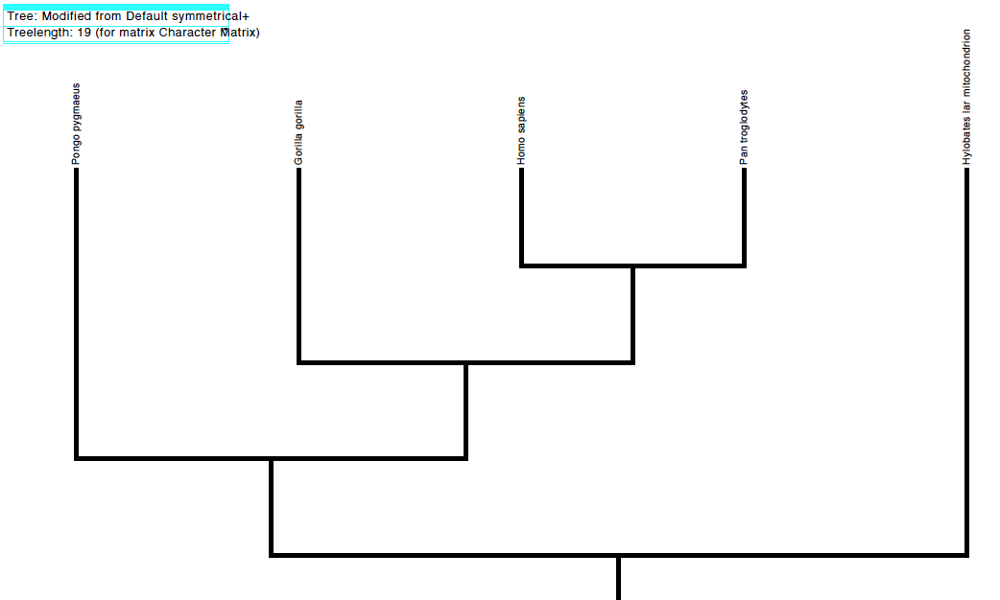 Tree: Modified from Default symmetrical+
Treelength: 19 (for matrix Character Matrix)
Pongo pygmaeus
Gorilla gorilla
Homo sapiens
Pan troglodytes
Hylobates lar mitochondrion